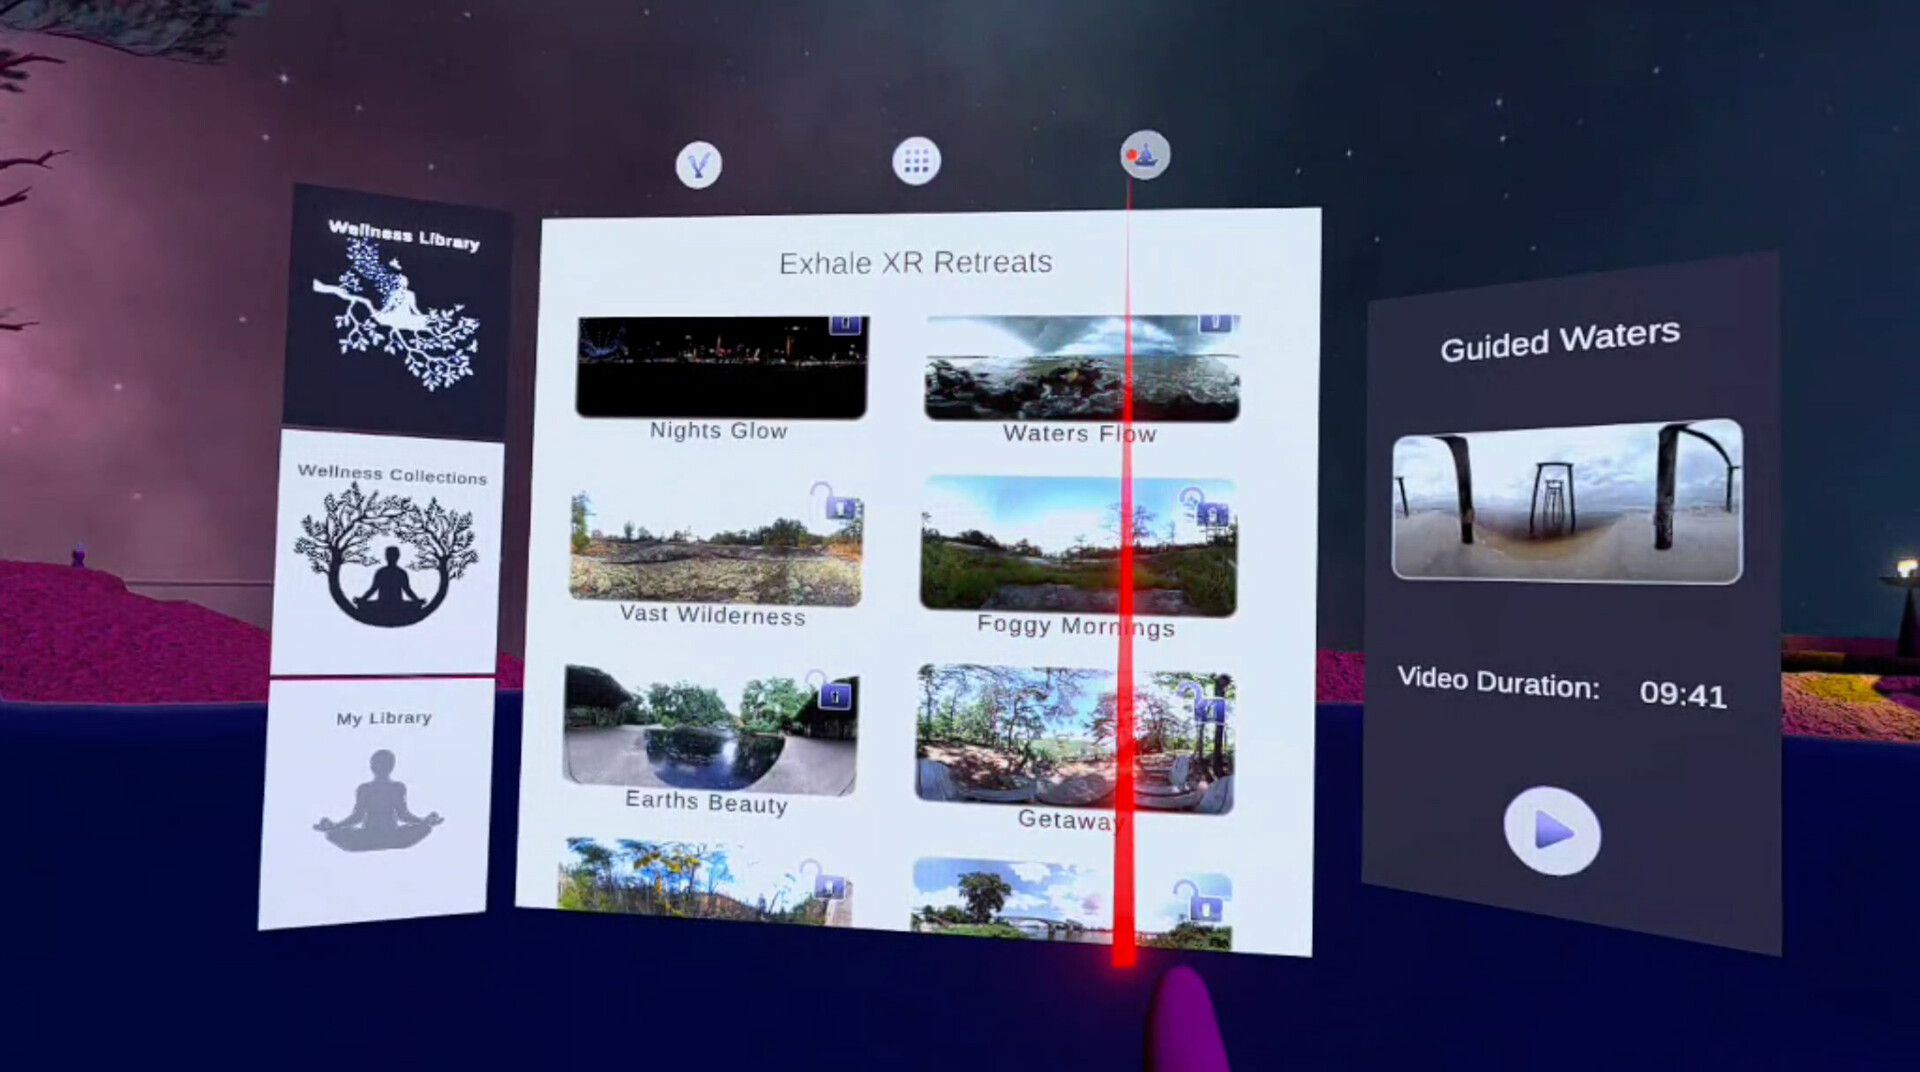 Wellness Library
Wellness Collections
My Library
Exhale XR Retreats
Nights Glow
Waters Flow
Vast Wilderness
Foggy Mornings
Earths Beauty
Getaway
Guided Waters
Video Duration: 09:41